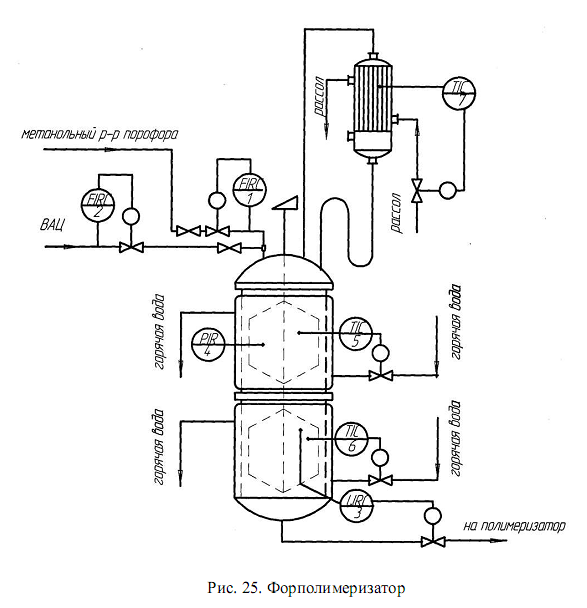 рассол
TIC
7
метанольный р-р порофора
FIRC
1
FIRC
2
ВАЦ
рассол
горячая вода
PIR
4
TIC
5
горячая вода
горячая вода
TIC
6
горячая вода
LIRC
3
на полимеризатор
Рис. 25. Форполимеризатор